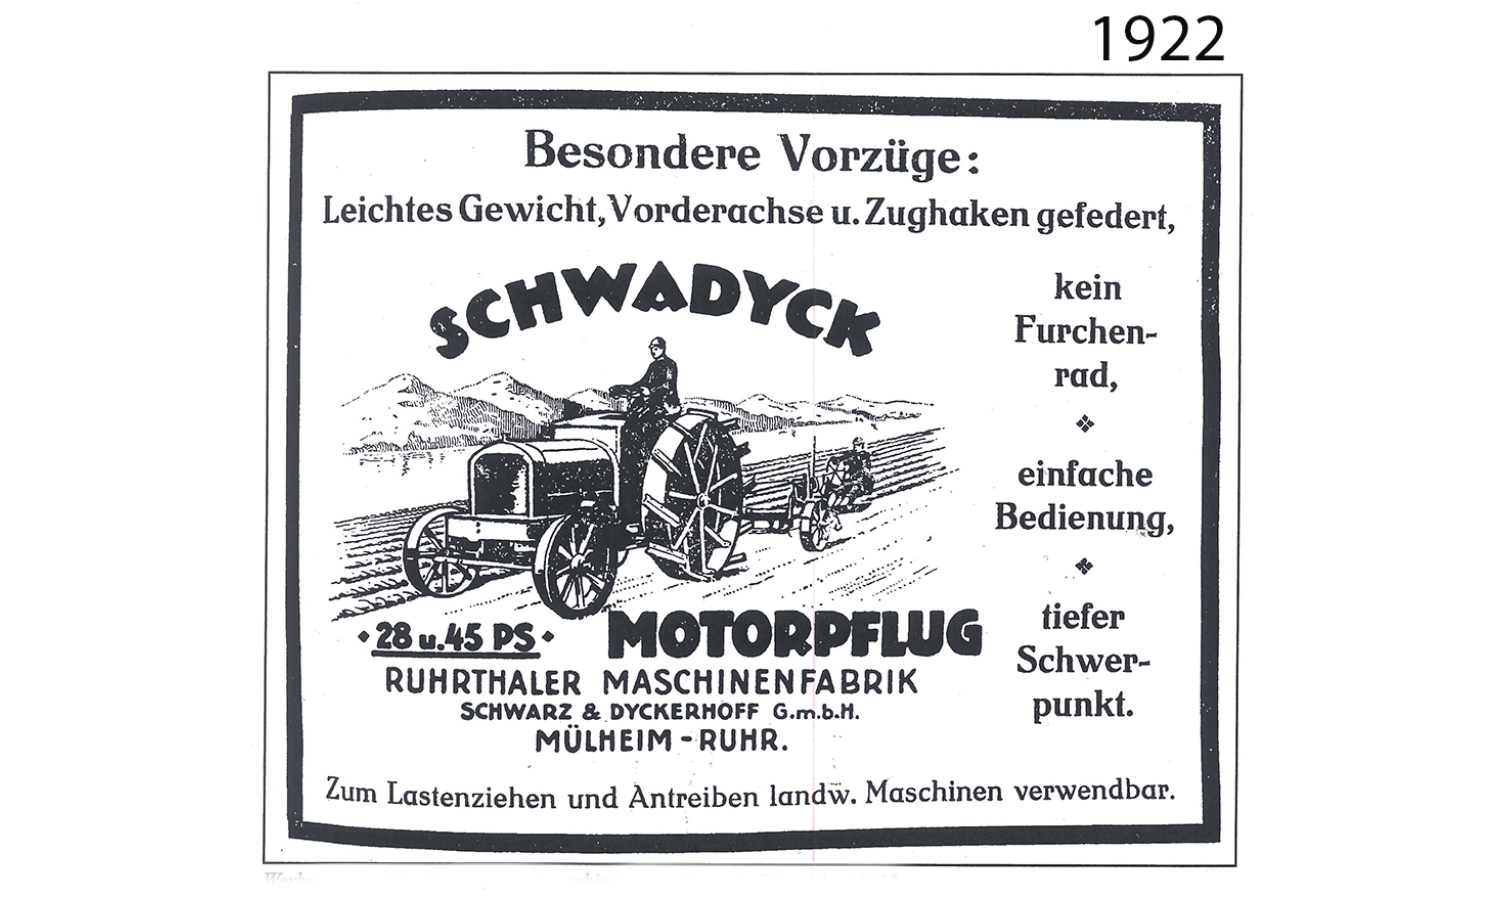 1922
Besondere Vorzüge:
Leichtes Gewicht, Vorderachse u. Zughaken gefedert,
SCHWADYCK
kein
Furchen-
rad,
einfache
Bedienung,
tiefer
Schwer-
punkt.
• 28 u. 45 PS •
MOTORPFLUG
RUHRTHALER MASCHINENFABRIK
SCHWARZ & DYCKERHOFF G.m.b.H.
MÜLHEIM - RUHR.
Zum Lastenziehen und Antreiben landw. Maschinen verwendbar.